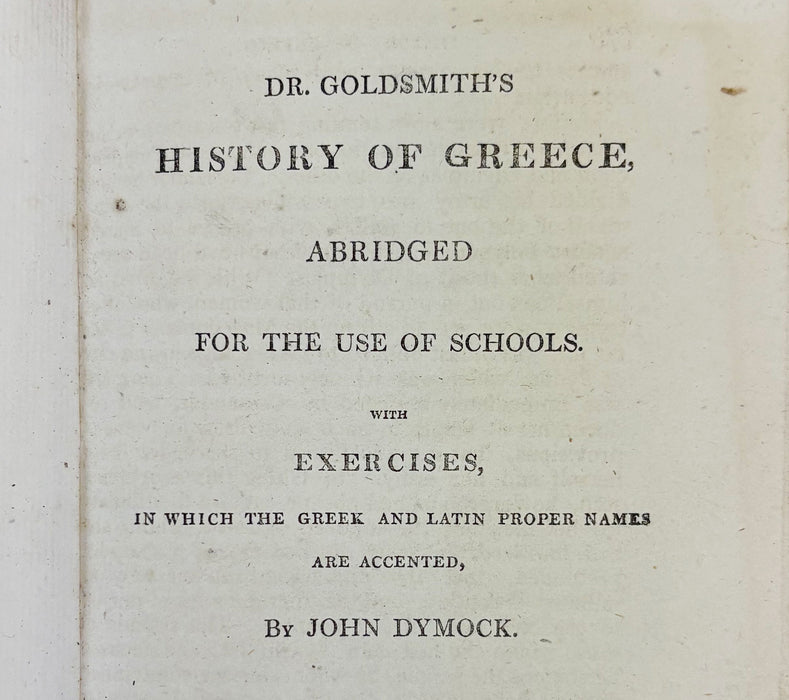 DR. GOLDSMITH'S
HISTORY OF GREECE,
ABRIDGED
FOR THE USE OF SCHOOLS.
WITH
EXERCISES,
IN WHICH THE GREEK AND LATIN PROPER NAMES
ARE ACCENTED,
By JOHN DYMOCK.